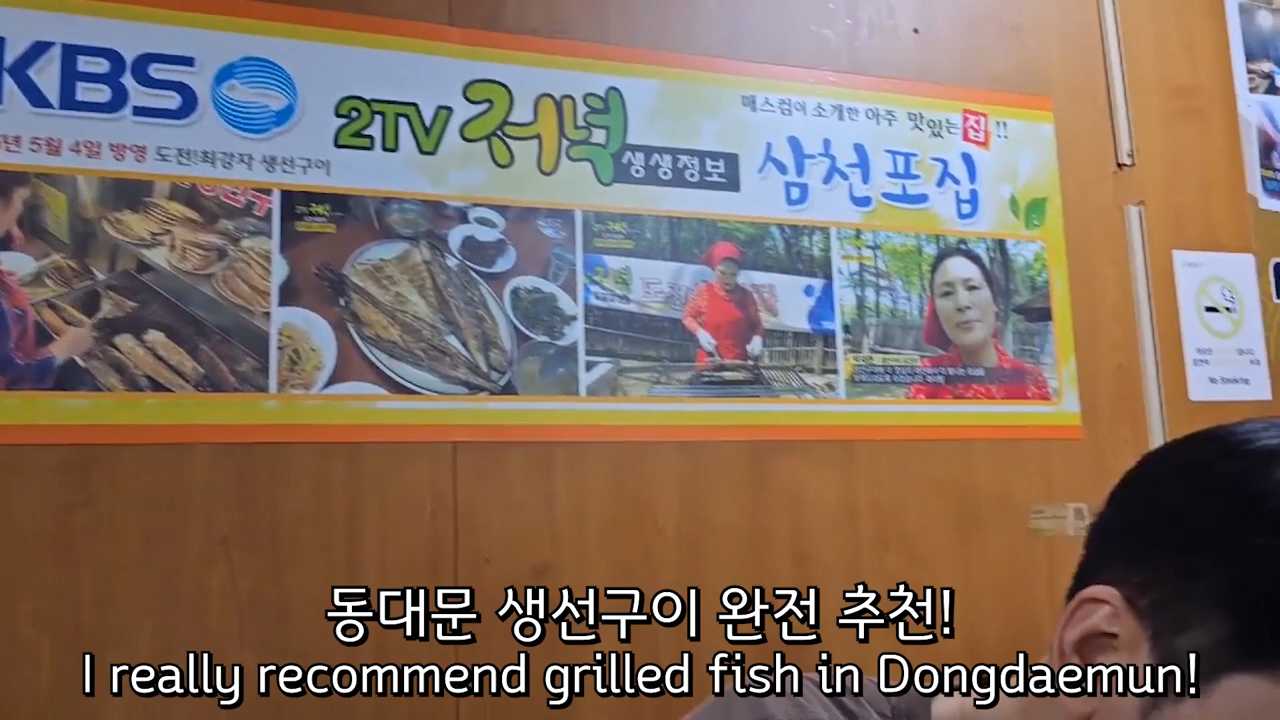 KBS
2TV 저녁 생생정보
매스컴이 소개한 아주 맛있는 집 !!
삼천포집
년 5월 4일 방영 도전!최강자 생선구이
No Smoking
동대문 생선구이 완전 추천!
I really recommend grilled fish in Dongdaemun!